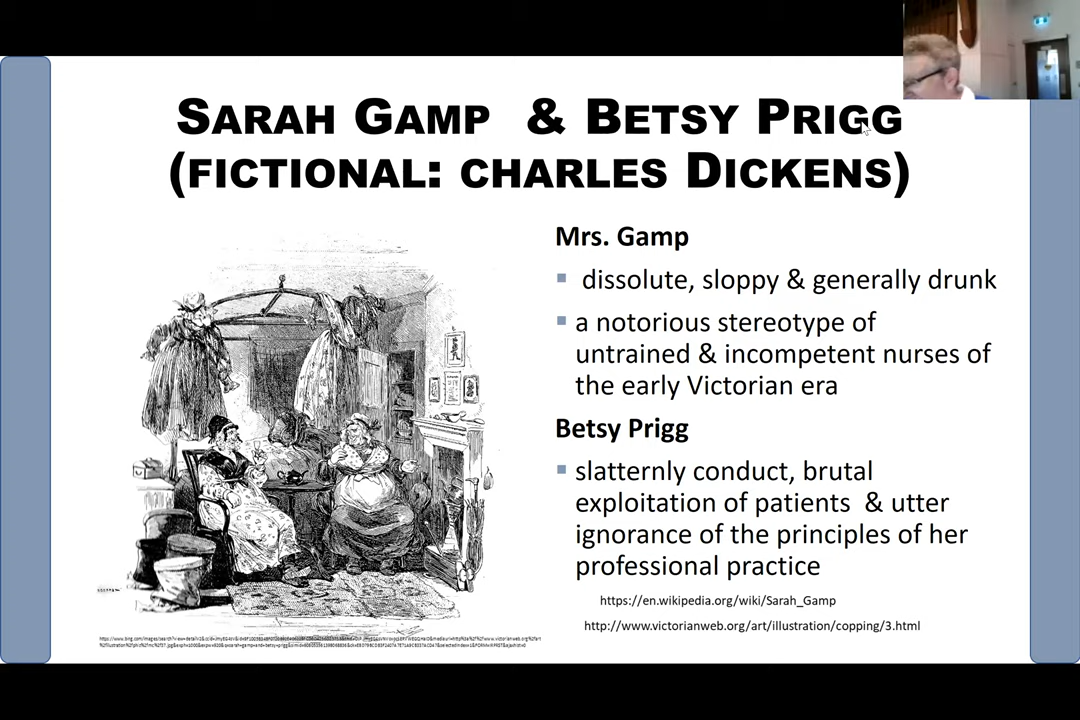 SARAH GAMP & BETSY PRIGG
(FICTIONAL: CHARLES DICKENS)
Mrs. Gamp
▪ dissolute, sloppy & generally drunk
▪ a notorious stereotype of
untrained & incompetent nurses of
the early Victorian era
Betsy Prigg
▪ slatternly conduct, brutal
exploitation of patients & utter
ignorance of the principles of her
professional practice
https://en.wikipedia.org/wiki/Sarah_Gamp
http://www.victorianweb.org/art/illustration/copping/3.html